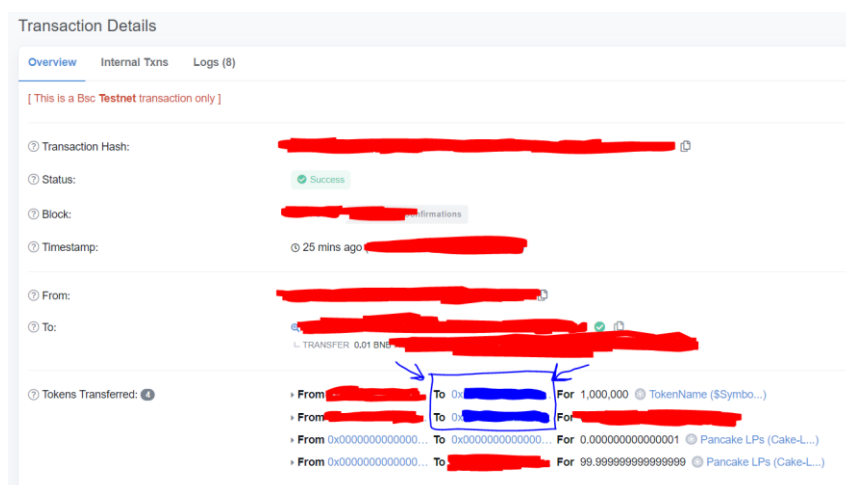 Transaction Details
Overview Internal Txns Logs (8)
[ This is a Bsc Testnet transaction only ]
Transaction Hash:
Status: Success
Block:
Timestamp: 25 mins ago (
From:
To:
TRANSFER 0.01 BNB
Tokens Transferred: 4
From To 0x For 1,000,000 TokenName ($Symbo...)
From To 0x For
From 0x0000000000000... To 0x0000000000000... For 0.000000000000001 Pancake LPs (Cake-L...)
From 0x0000000000000... To For 99.999999999999999 Pancake LPs (Cake-L...)